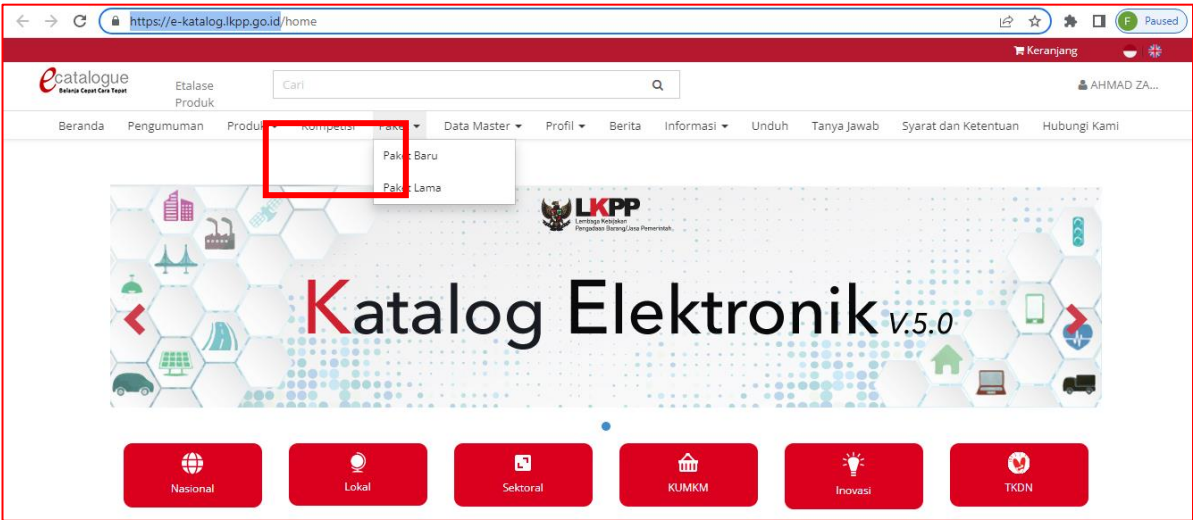 https://e-katalog.lkpp.go.id/home
Paused
F
Keranjang
ecatalogue
Belanja Cepat Cara Tepat
Etalase
Produk
Cari
AHMAD ZA...
Beranda Pengumuman Produk Kompetisi Paket Data Master Profil Berita Informasi Unduh Tanya Jawab Syarat dan Ketentuan Hubungi Kami
Paket Baru
Paket Lama
LKPP
Lembaga Kebijakan
Pengadaan Barang/Jasa Pemerintah
Katalog Elektronik v.5.0
Nasional Lokal Sektoral KUMKM Inovasi TKDN